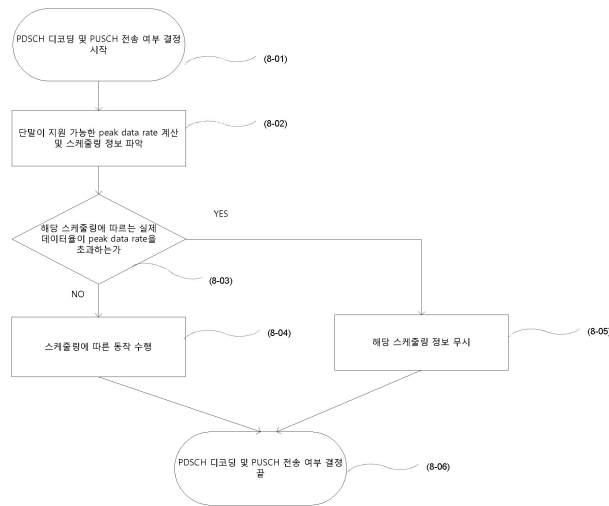 PDSCH 디코딩 및 PUSCH 전송 여부 결정
시작
(8-01)
단말이 지원 가능한 peak data rate 계산
및 스케줄링 정보 파악
(8-02)
해당 스케줄링에 따르는 실제
데이터율이 peak data rate을
초과하는가
(8-03)
YES
NO
스케줄링에 따른 동작 수행
(8-04)
해당 스케줄링 정보 무시
(8-05)
PDSCH 디코딩 및 PUSCH 전송 여부 결정
끝
(8-06)